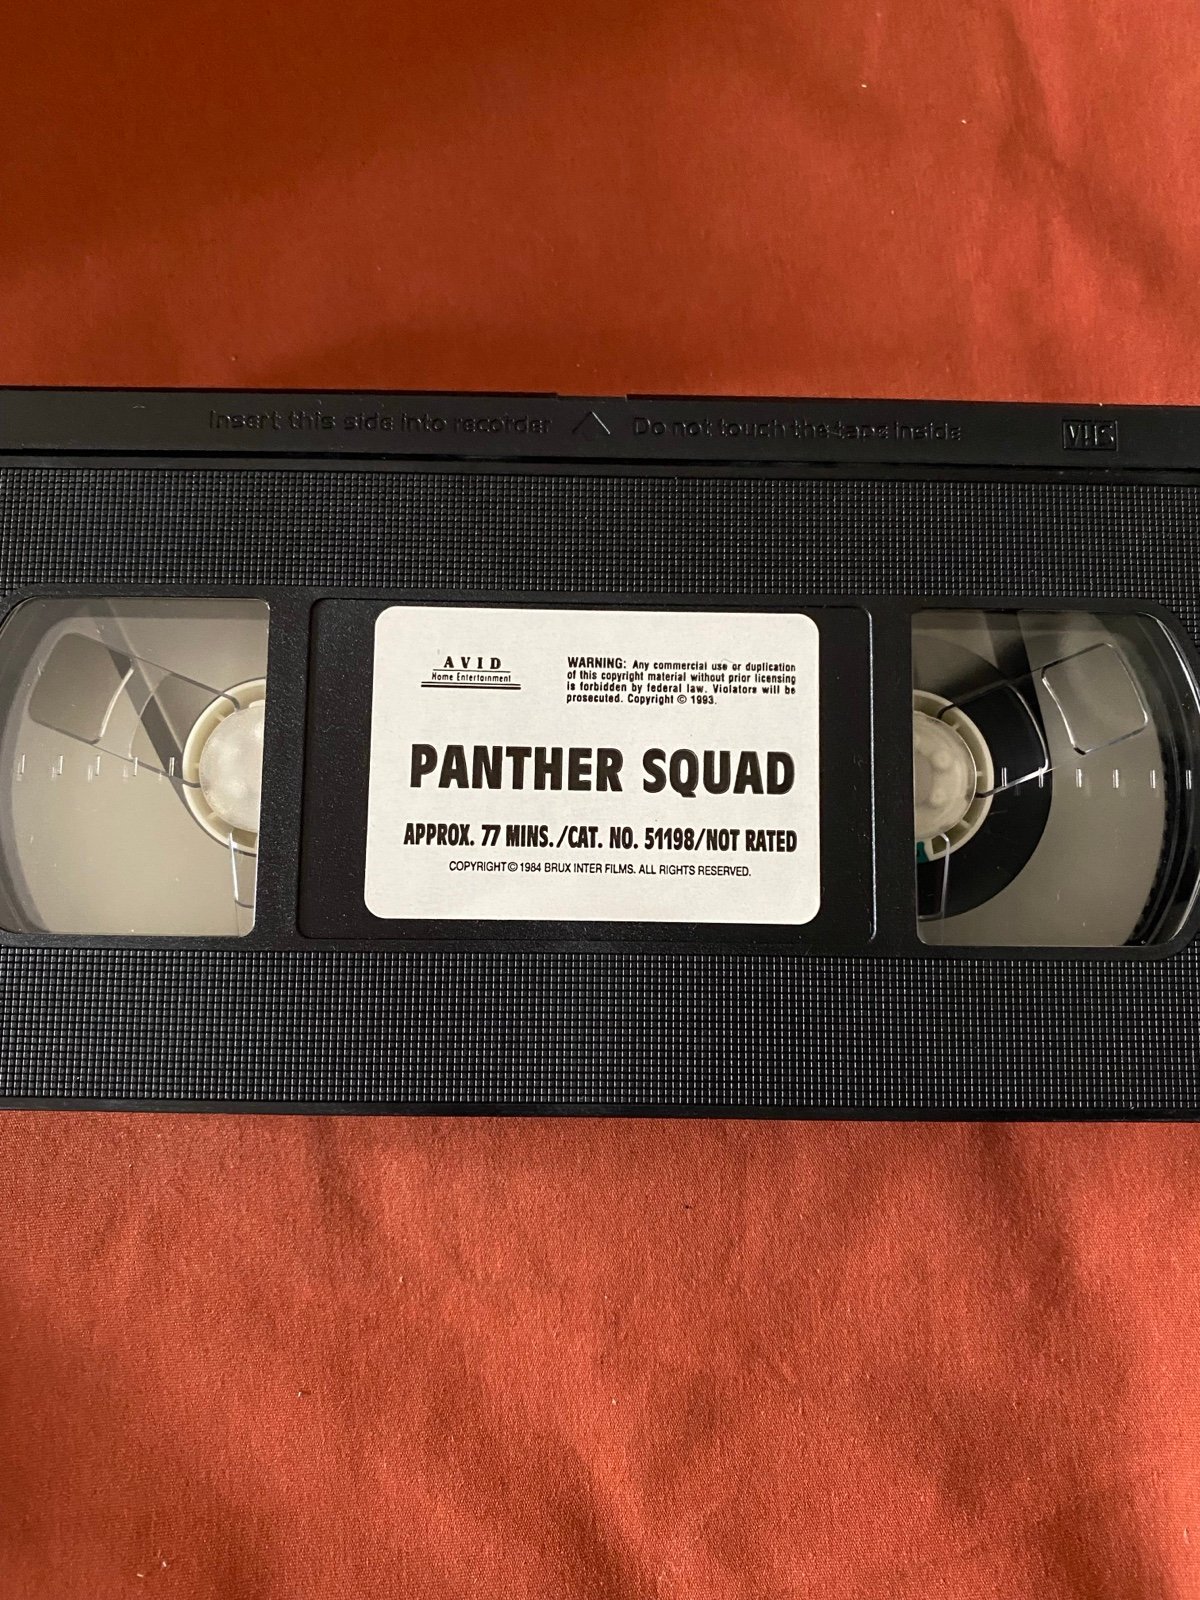 Insert this side into recorder Do not touch the tape inside VHS
AVID
Home Entertainment
WARNING: Any commercial use or duplication
of this copyright material without prior licensing
is forbidden by federal law. Violators will be
prosecuted. Copyright © 1993.
PANTHER SQUAD
APPROX. 77 MINS./CAT. NO. 51198/NOT RATED
COPYRIGHT © 1984 BRUX INTER FILMS. ALL RIGHTS RESERVED.